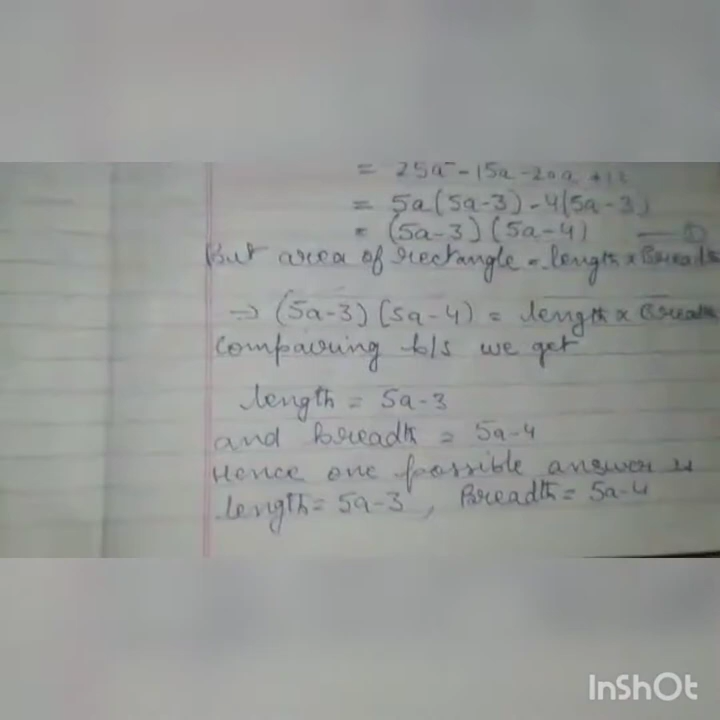 = 25a² - 15a - 20a + 12
= 5a(5a-3) - 4(5a-3)
= (5a-3) (5a-4) — ①
But area of rectangle = length × Breadth
→ (5a-3) (5a-4) = length × Breadth
Comparing b/s we get
length = 5a-3
and breadth = 5a-4
Hence one possible answer is
length = 5a-3, Breadth = 5a-4
InShOt